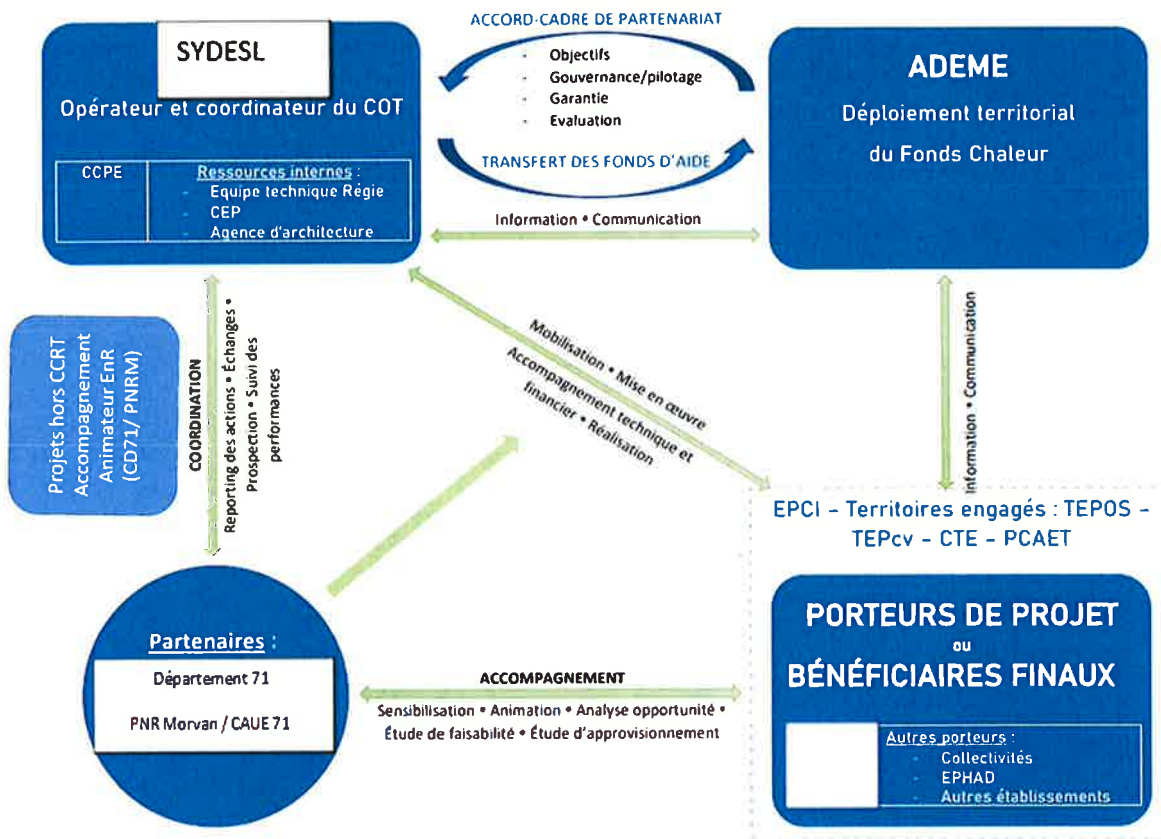 ACCORD-CADRE DE PARTENARIAT
SYDESL
Opérateur et coordinateur du COT
CCPE
Ressources internes :
- Equipe technique Régie
- CEP
- Agence d'architecture
- Objectifs
- Gouvernance/pilotage
- Garantie
- Evaluation
TRANSFERT DES FONDS D'AIDE
Information • Communication
ADEME
Déploiement territorial
du Fonds Chaleur
Projets hors CCRT
Accompagnement
Animateur EnR
(CD71/ PNRM)
COORDINATION
Reporting des actions • Échanges •
Prospection • Suivi des
performances
Mobilisation • Mise en œuvre
Accompagnement technique et
financier • Réalisation
Information • Communication
EPCI – Territoires engagés : TEPOS –
TEPcv – CTE – PCAET
Partenaires :
Département 71
PNR Morvan / CAUE 71
ACCOMPAGNEMENT
Sensibilisation • Animation • Analyse opportunité •
Étude de faisabilité • Étude d'approvisionnement
PORTEURS DE PROJET
ou
BÉNÉFICIAIRES FINAUX
Autres porteurs :
- Collectivités
- EPHAD
- Autres établissements